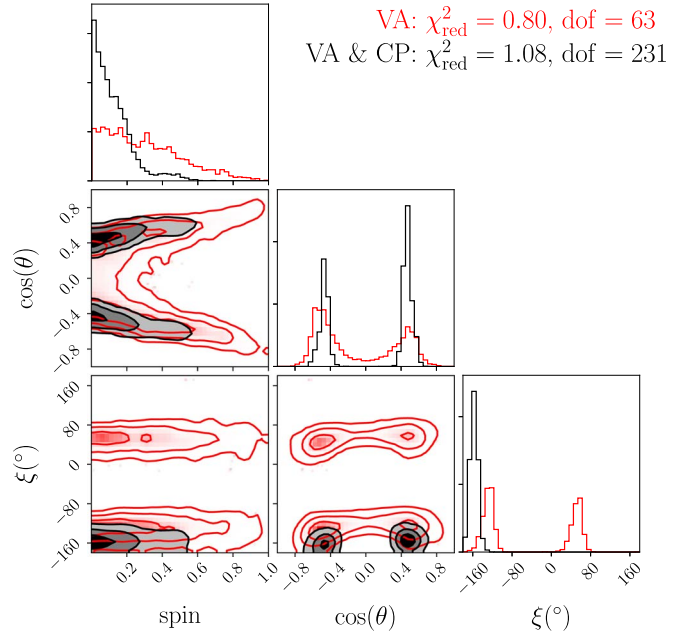 VA: χ²_red = 0.80, dof = 63
VA & CP: χ²_red = 1.08, dof = 231
cos(θ)
0.8
0.4
0.0
−0.4
−0.8
ξ(°)
160
80
0
−80
−160
0.2 0.4 0.6 0.8 1.0
−0.8 −0.4 0.0 0.4 0.8
−160 −80 0 80 160
spin
cos(θ)
ξ(°)